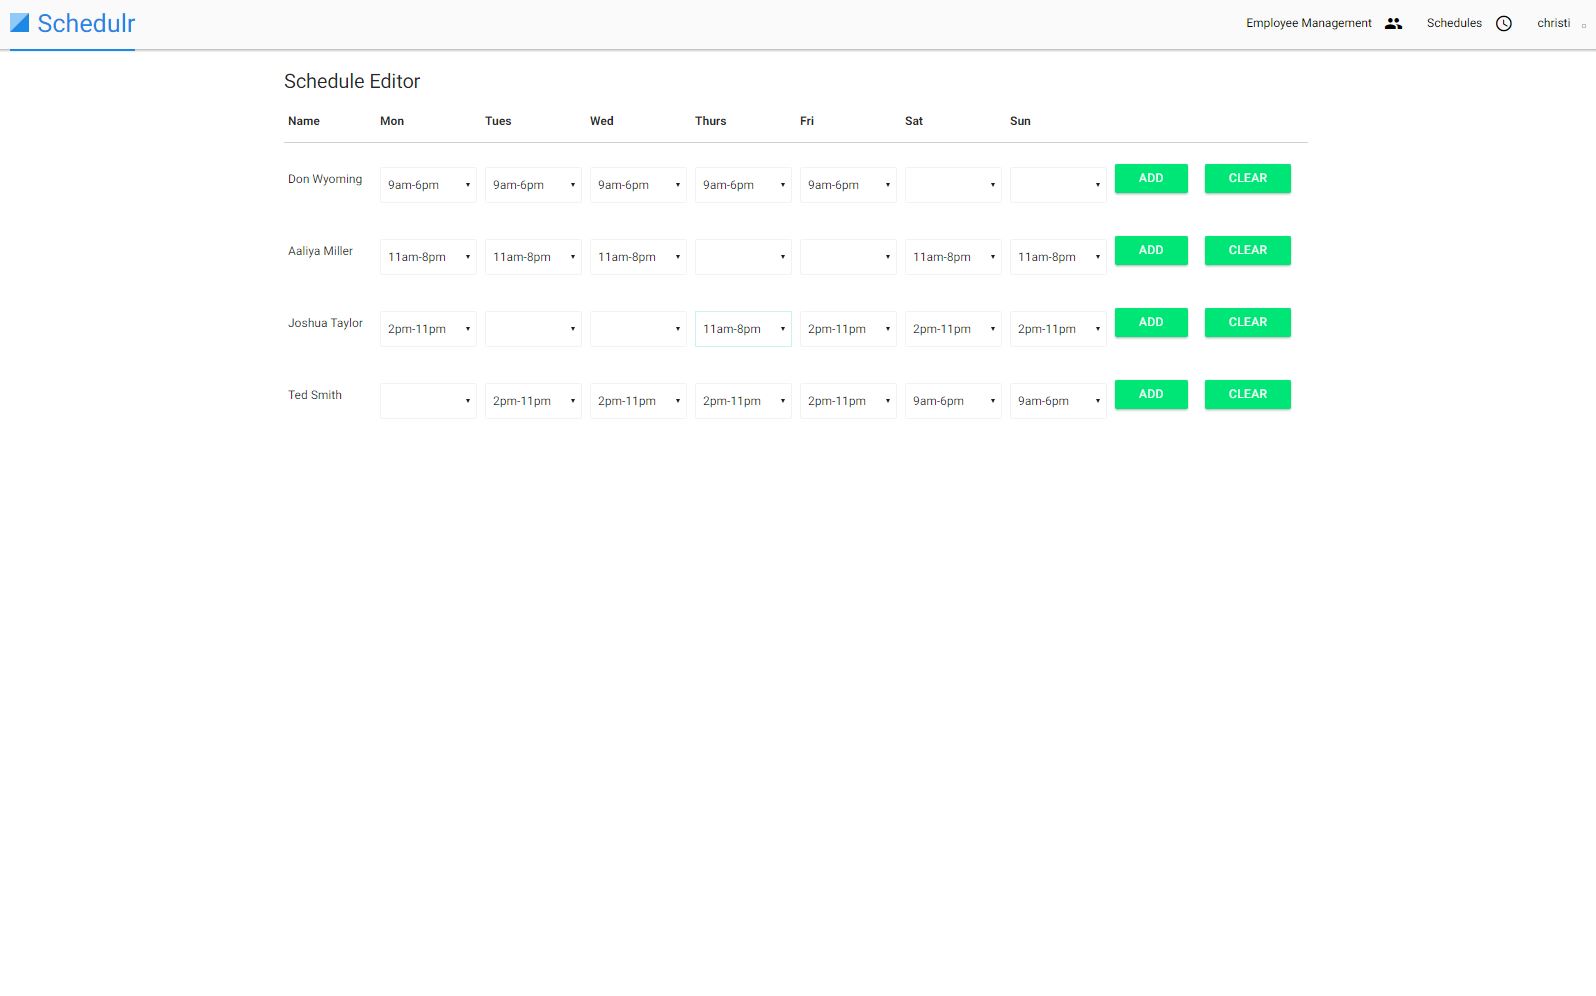 Schedulr Employee Management Schedules christi
Schedule Editor
Name Mon Tues Wed Thurs Fri Sat Sun
Don Wyoming 9am-6pm 9am-6pm 9am-6pm 9am-6pm 9am-6pm ADD CLEAR
Aaliya Miller 11am-8pm 11am-8pm 11am-8pm 11am-8pm 11am-8pm ADD CLEAR
Joshua Taylor 2pm-11pm 11am-8pm 2pm-11pm 2pm-11pm 2pm-11pm ADD CLEAR
Ted Smith 2pm-11pm 2pm-11pm 2pm-11pm 2pm-11pm 9am-6pm 9am-6pm ADD CLEAR